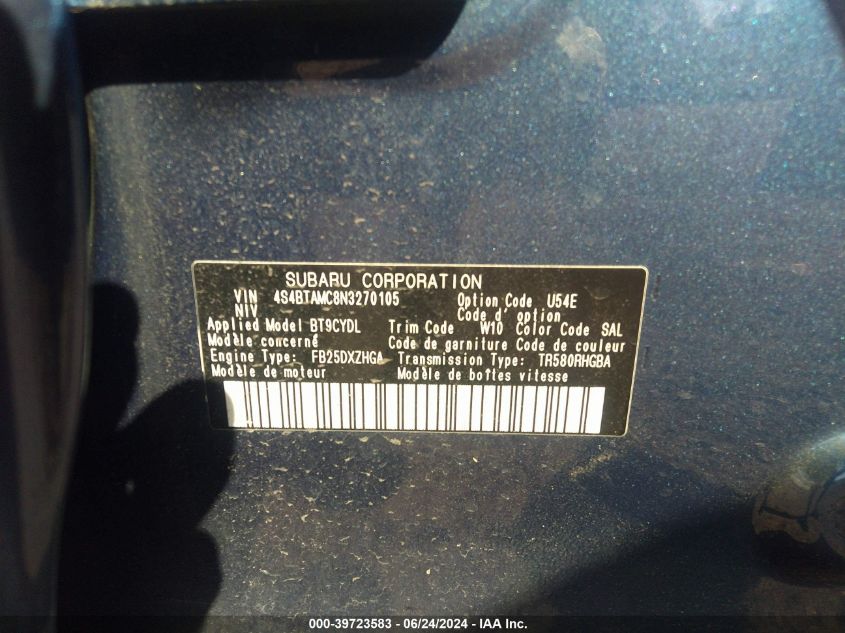 SUBARU CORPORATION
VIN 4S4BTAMC8N3270105 Option Code U54E
NIV Code d' option
Applied Model BT9CYDL Trim Code W10 Color Code SAL
Modèle concerné Code de garniture Code de couleur
Engine Type: FB25DXZHGA Transmission Type: TR580RHGBA
Modèle de moteur Modèle de boîtes vitesse
000-39723583 / 06/24/2024 - IAA Inc.